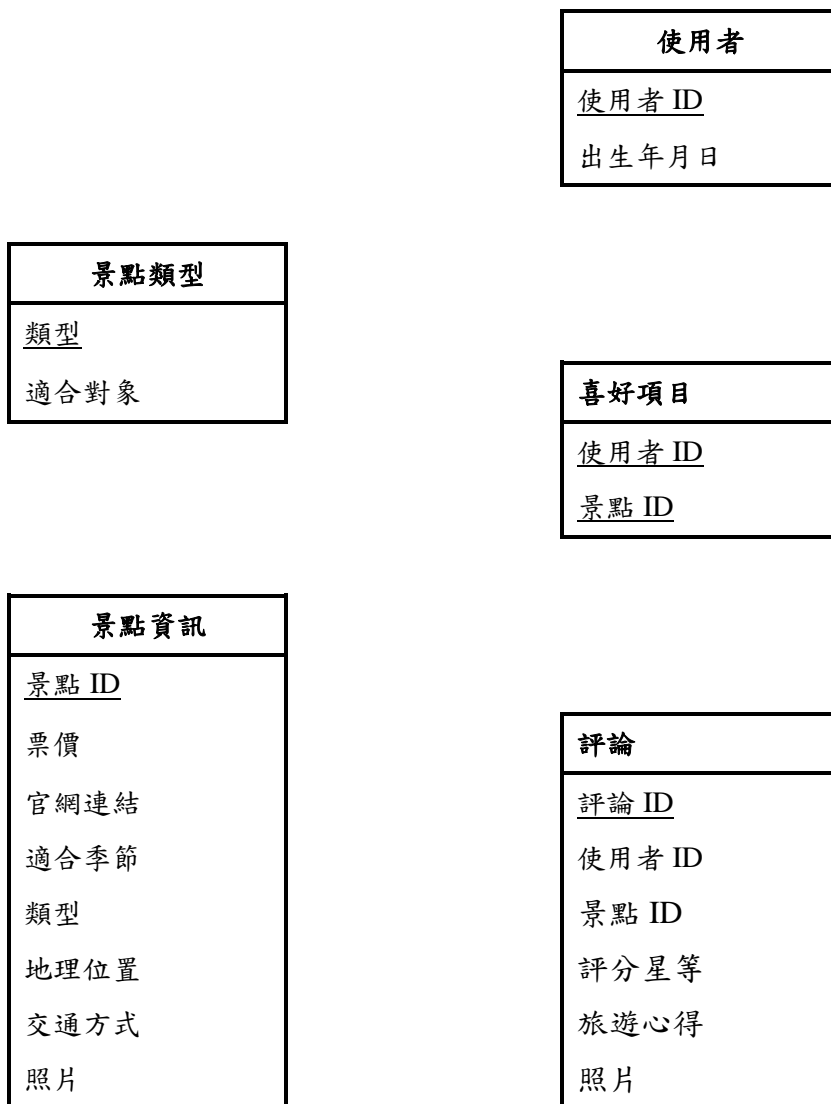 使用者
使用者 ID
出生年月日
景點類型
類型
適合對象
喜好項目
使用者 ID
景點 ID
景點資訊
景點 ID
票價
官網連結
適合季節
類型
地理位置
交通方式
照片
評論
評論 ID
使用者 ID
景點 ID
評分星等
旅遊心得
照片